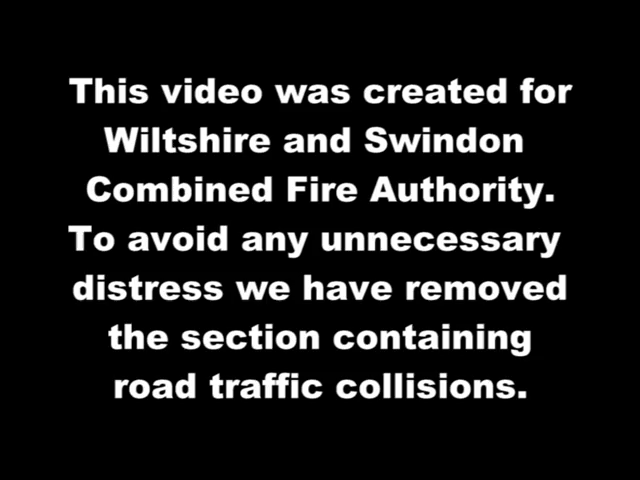 This video was created for
Wiltshire and Swindon
Combined Fire Authority.
To avoid any unnecessary
distress we have removed
the section containing
road traffic collisions.